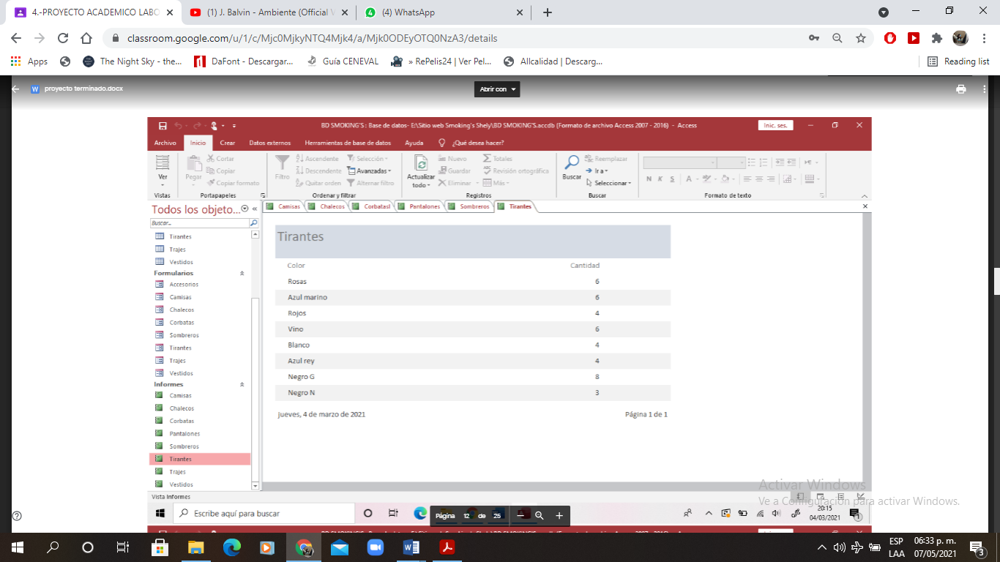 4.-PROYECTO ACADEMICO LABO
(1) J. Balvin - Ambiente (Official V
(4) WhatsApp
classroom.google.com/u/1/c/Mjc0MjkyNTQ4Mjk4/a/Mjk0ODEyOTQ0NzA3/details
Apps
The Night Sky - the...
DaFont - Descargar...
Guía CENEVAL
» RePelis24 | Ver Pel...
Allcalidad | Descarg...
Reading list
proyecto terminado.docx
Abrir con
BD SMOKING'S : Base de datos- E:\Sitio web Smoking's Shely\BD SMOKING'S.accdb (Formato de archivo Access 2007 - 2016) - Access
Inic. ses.
Archivo Inicio Crear Datos externos Herramientas de base de datos Ayuda ¿Qué desea hacer?
Ver
Pegar
Cortar
Copiar
Copiar formato
Filtro
Ascendente
Descendente
Quitar orden
Selección
Avanzadas
Alternar filtro
Actualizar todo
Nuevo
Guardar
Eliminar
Totales
Revisión ortográfica
Más
Buscar
Reemplazar
Ir a
Seleccionar
N K S
A
Vistas Portapapeles Ordenar y filtrar Registros Buscar Formato de texto
Todos los objeto...
Buscar...
Tirantes
Trajes
Vestidos
Formularios
Accesorios
Camisas
Chalecos
Corbatas
Sombreros
Tirantes
Trajes
Vestidos
Informes
Camisas
Chalecos
Corbatas
Pantalones
Sombreros
Tirantes
Trajes
Vestidos
Camisas Chalecos CorbatasI Pantalones Sombreros Tirantes
Tirantes
Color Cantidad
Rosas 6
Azul marino 6
Rojos 4
Vino 6
Blanco 4
Azul rey 4
Negro G 8
Negro N 3
jueves, 4 de marzo de 2021 Página 1 de 1
Vista Informes
Activar Windows
Ve a Configuración para activar Windows.
Escribe aquí para buscar
Página 12 de 25
20:15
04/03/2021
ESP
LAA
06:33 p. m.
07/05/2021
3